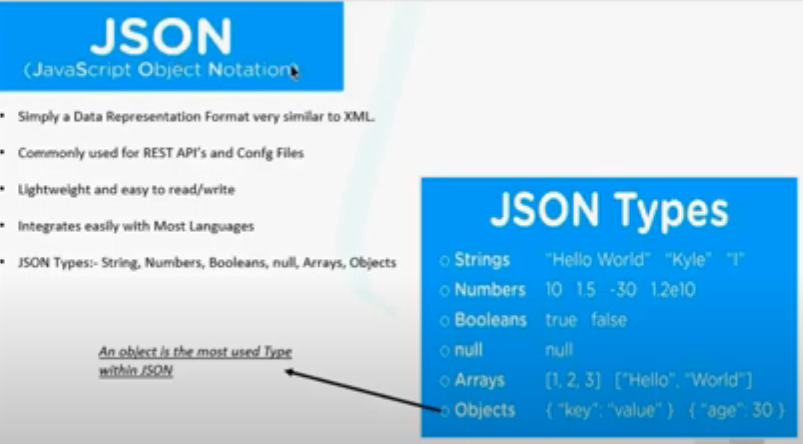 JSON
(JavaScript Object Notation)
• Simply a Data Representation Format very similar to XML.
• Commonly used for REST API's and Confg Files
• Lightweight and easy to read/write
• Integrates easily with Most Languages
• JSON Types:- String, Numbers, Booleans, null, Arrays, Objects
An object is the most used Type
within JSON
JSON Types
○ Strings "Hello World" "Kyle" "I"
○ Numbers 10 1.5 -30 1.2e10
○ Booleans true false
○ null null
○ Arrays [1, 2, 3] ["Hello", "World"]
○ Objects { "key": "value" } { "age": 30 }